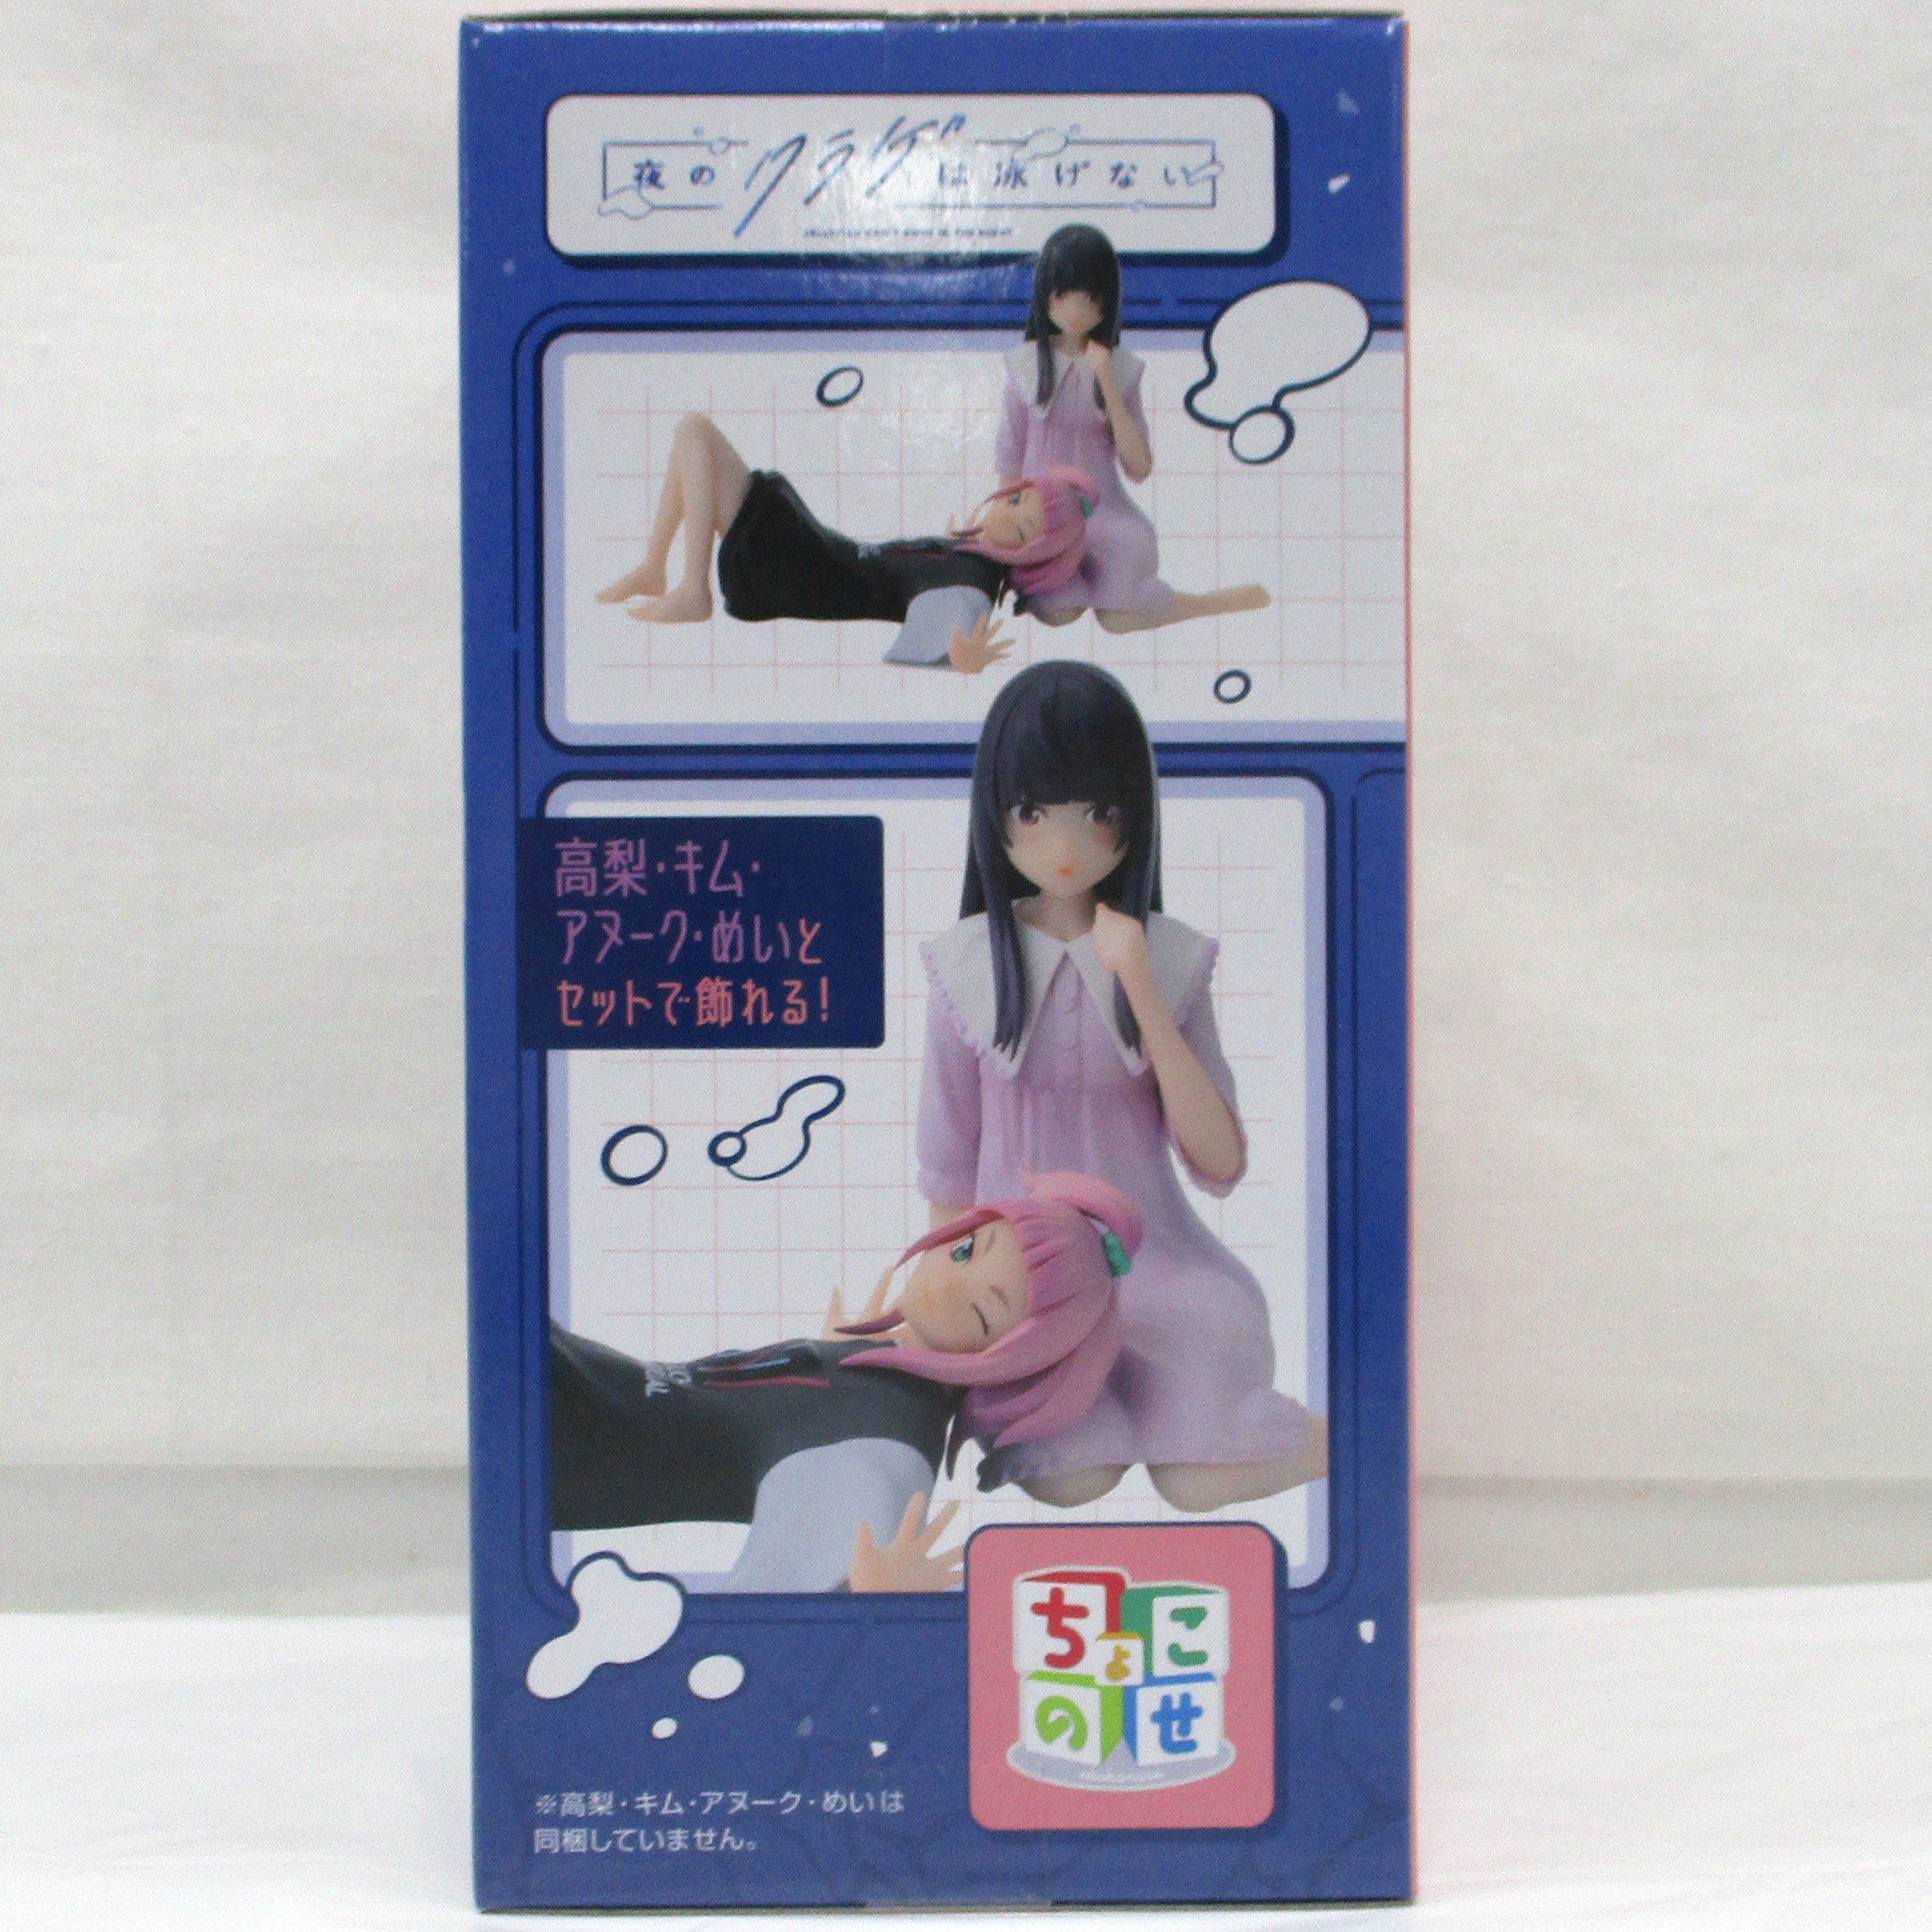 夜のクラゲは泳げない
JELLYFISH CAN'T SWIM IN THE NIGHT
高梨・キム・
アヌーク・めいと
セットで飾れる!
ちょこ
のせ
※高梨・キム・アヌーク・めいは
同梱していません。